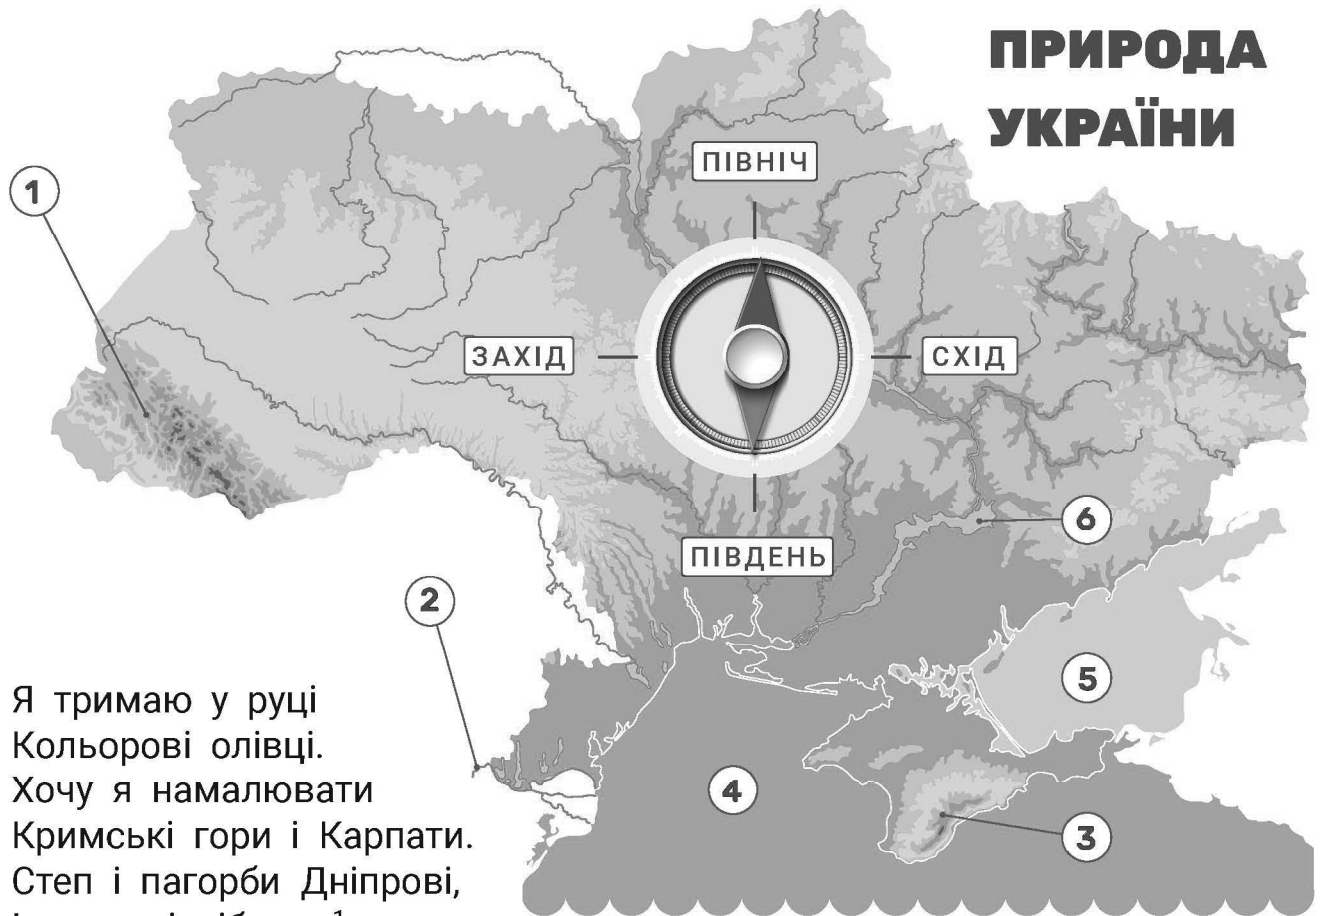 ПРИРОДА
УКРАЇНИ
ПІВНІЧ
1
ЗАХІД
СХІД
6
ПІВДЕНЬ
2
5
4
3
Я тримаю у руці
Кольорові олівці.
Хочу я намалювати
Кримські гори і Карпати.
Степ і пагорби Дніпрові,